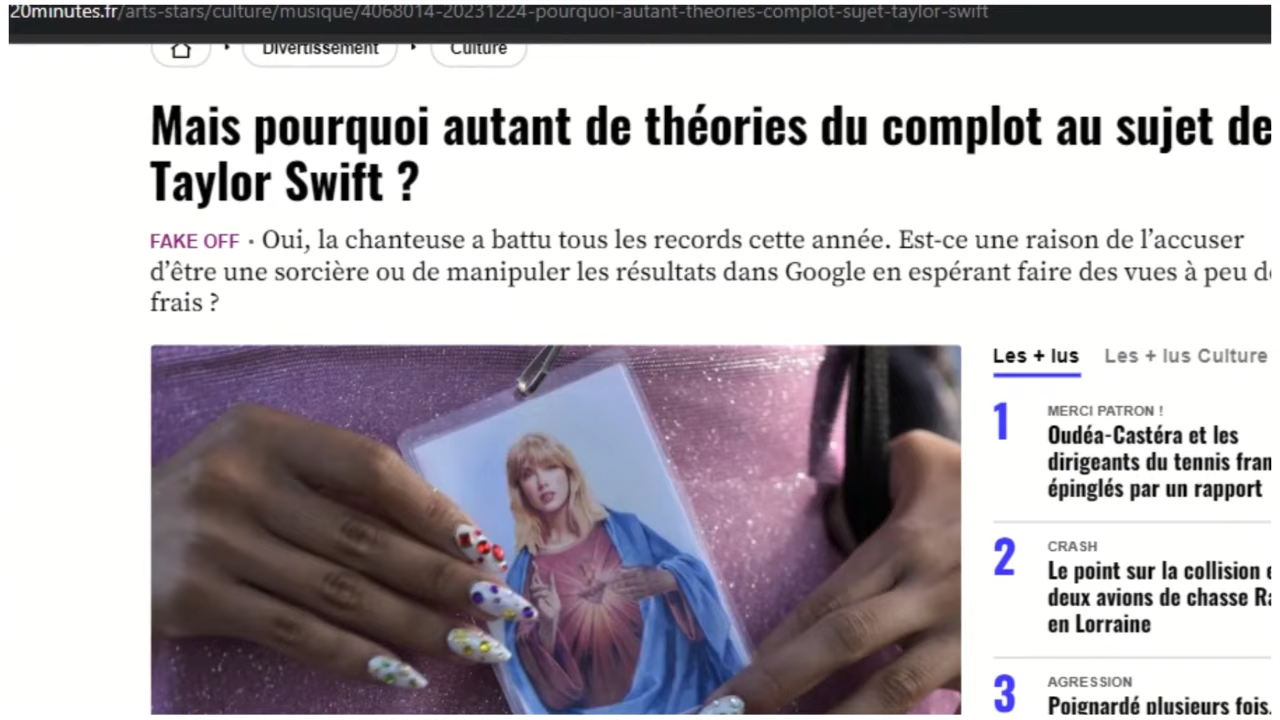 20minutes.fr/arts-stars/culture/musique/4068014-20231224-pourquoi-autant-theories-complot-sujet-taylor-swift
Divertissement
Culture
Mais pourquoi autant de théories du complot au sujet de
Taylor Swift ?
FAKE OFF • Oui, la chanteuse a battu tous les records cette année. Est-ce une raison de l’accuser
d’être une sorcière ou de manipuler les résultats dans Google en espérant faire des vues à peu de
frais ?
Les + lus Les + lus Culture
1
MERCI PATRON !
Oudéa-Castéra et les
dirigeants du tennis fran
épinglés par un rapport
2
CRASH
Le point sur la collision e
deux avions de chasse Ra
en Lorraine
3
AGRESSION
Poignardé plusieurs fois.